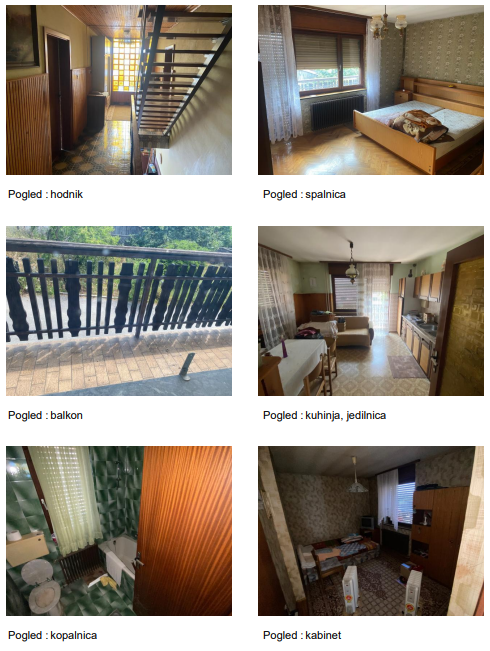 Pogled : hodnik
Pogled : spalnica
Pogled : balkon
Pogled : kuhinja, jedilnica
Pogled : kopalnica
Pogled : kabinet